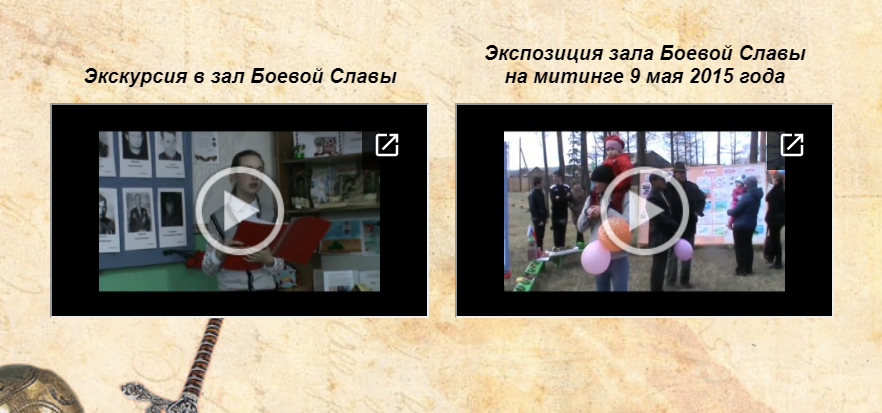 Экскурсия в зал Боевой Славы
Экспозиция зала Боевой Славы
на митинге 9 мая 2015 года